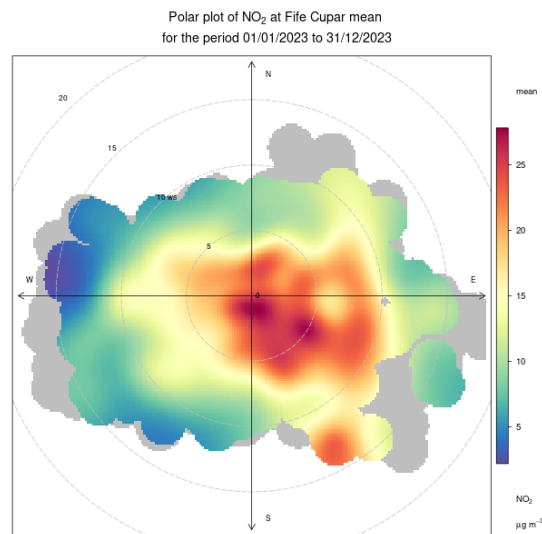 Polar plot of NO₂ at Fife Cupar mean
for the period 01/01/2023 to 31/12/2023
N
20
mean
15
25
10 ws
20
5
W
E
0
15
10
5
NO₂
S
µg m⁻³